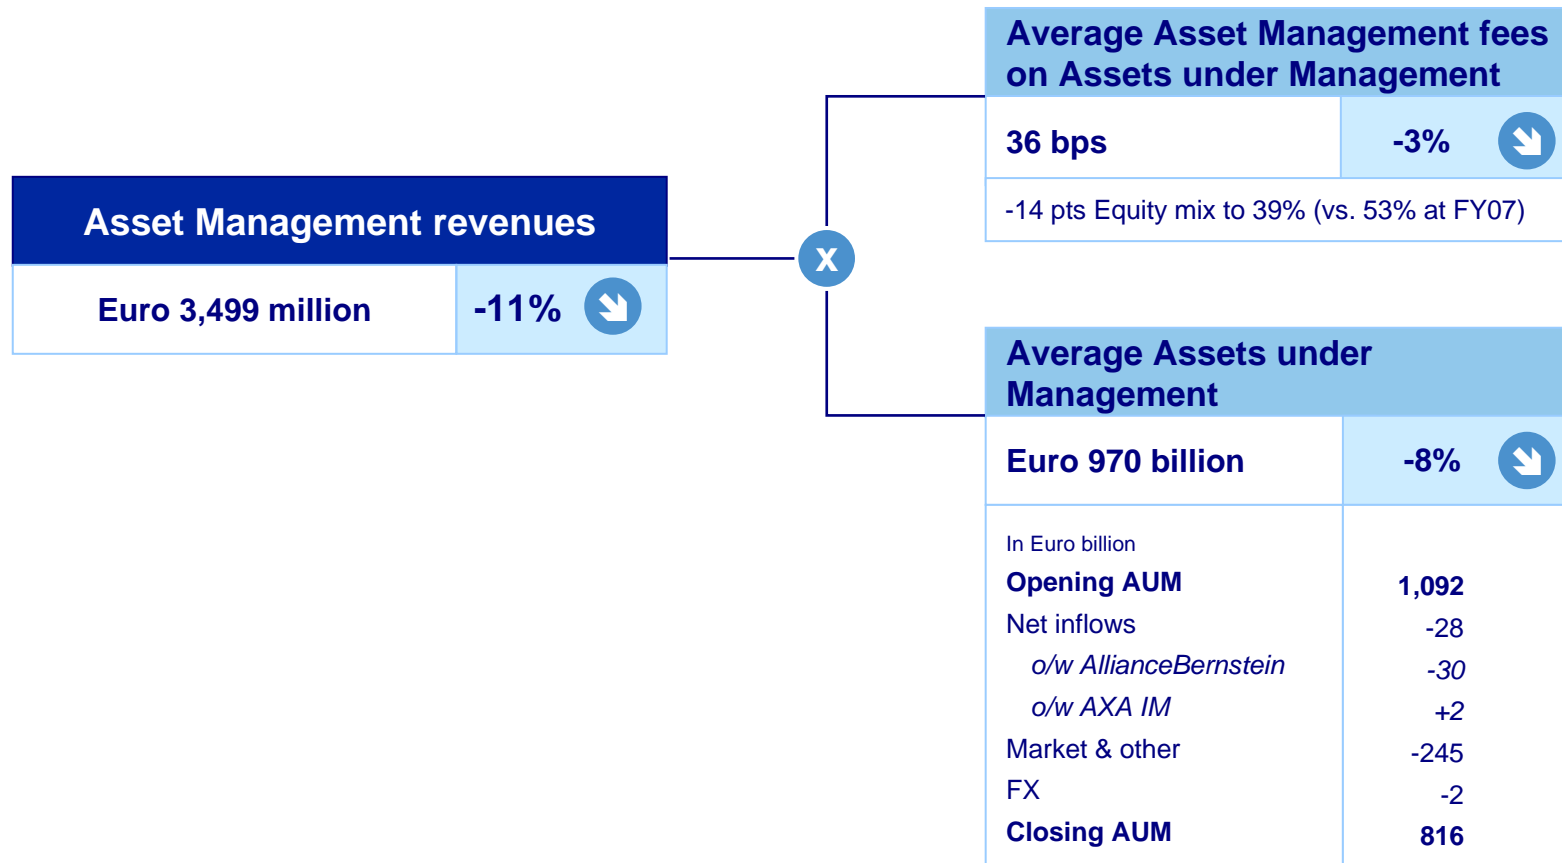 Asset Management revenues
Euro 3,499 million -11%
X
Average Asset Management fees
on Assets under Management
36 bps -3%
-14 pts Equity mix to 39% (vs. 53% at FY07)
Average Assets under
Management
Euro 970 billion -8%
In Euro billion
Opening AUM 1,092
Net inflows -28
o/w AllianceBernstein -30
o/w AXA IM +2
Market & other -245
FX -2
Closing AUM 816